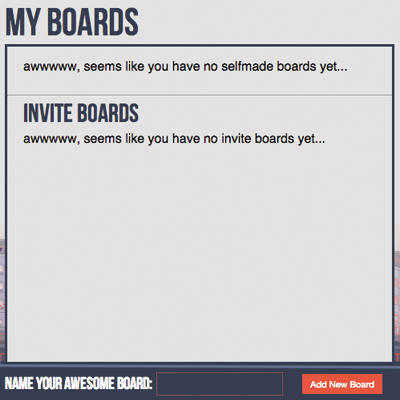 MY BOARDS
awwwww, seems like you have no selfmade boards yet...
INVITE BOARDS
awwwww, seems like you have no invite boards yet...
NAME YOUR AWESOME BOARD: Add New Board